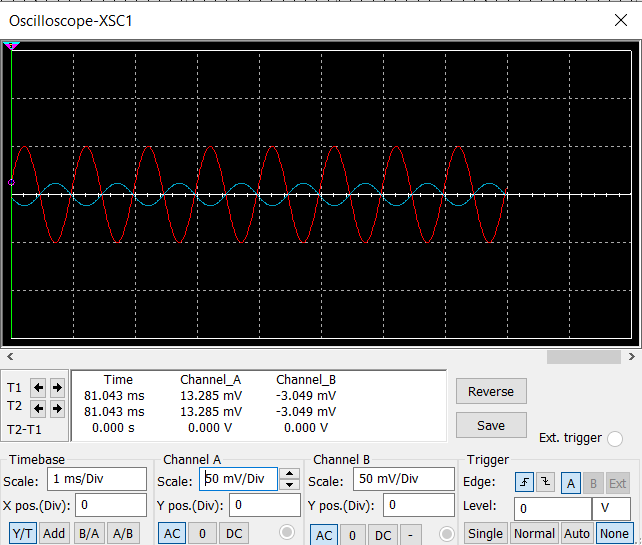 Oscilloscope-XSC1
T1
T2
T2-T1
Time Channel_A Channel_B
81.043 ms 13.285 mV -3.049 mV
81.043 ms 13.285 mV -3.049 mV
0.000 s 0.000 V 0.000 V
Reverse
Save
Ext. trigger
Timebase
Scale: 1 ms/Div
X pos.(Div): 0
Y/T Add B/A A/B
Channel A
Scale: 50 mV/Div
Y pos.(Div): 0
AC 0 DC
Channel B
Scale: 50 mV/Div
Y pos.(Div): 0
AC 0 DC -
Trigger
Edge: A B Ext
Level: 0 V
Single Normal Auto None